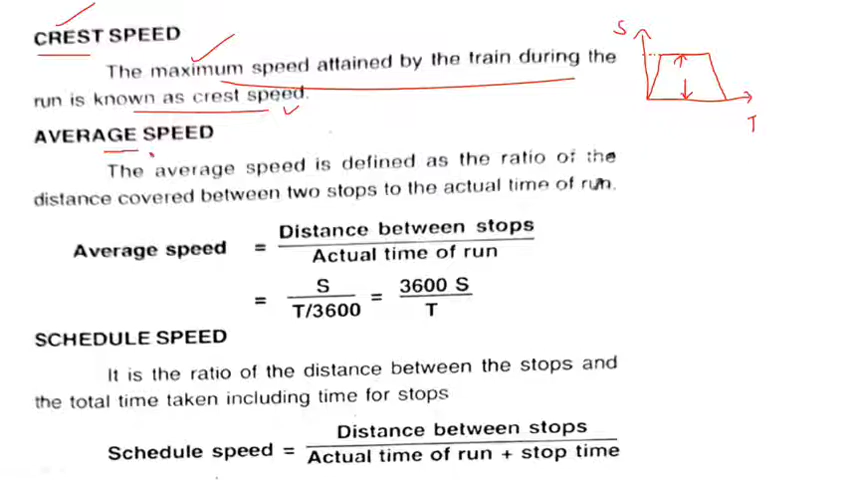 CREST SPEED
The maximum speed attained by the train during the
run is known as crest speed.
AVERAGE SPEED
The average speed is defined as the ratio of the
distance covered between two stops to the actual time of run.
Average speed = Distance between stops / Actual time of run
= S / T/3600 = 3600 S / T
SCHEDULE SPEED
It is the ratio of the distance between the stops and
the total time taken including time for stops
Schedule speed = Distance between stops / Actual time of run + stop time
S
T